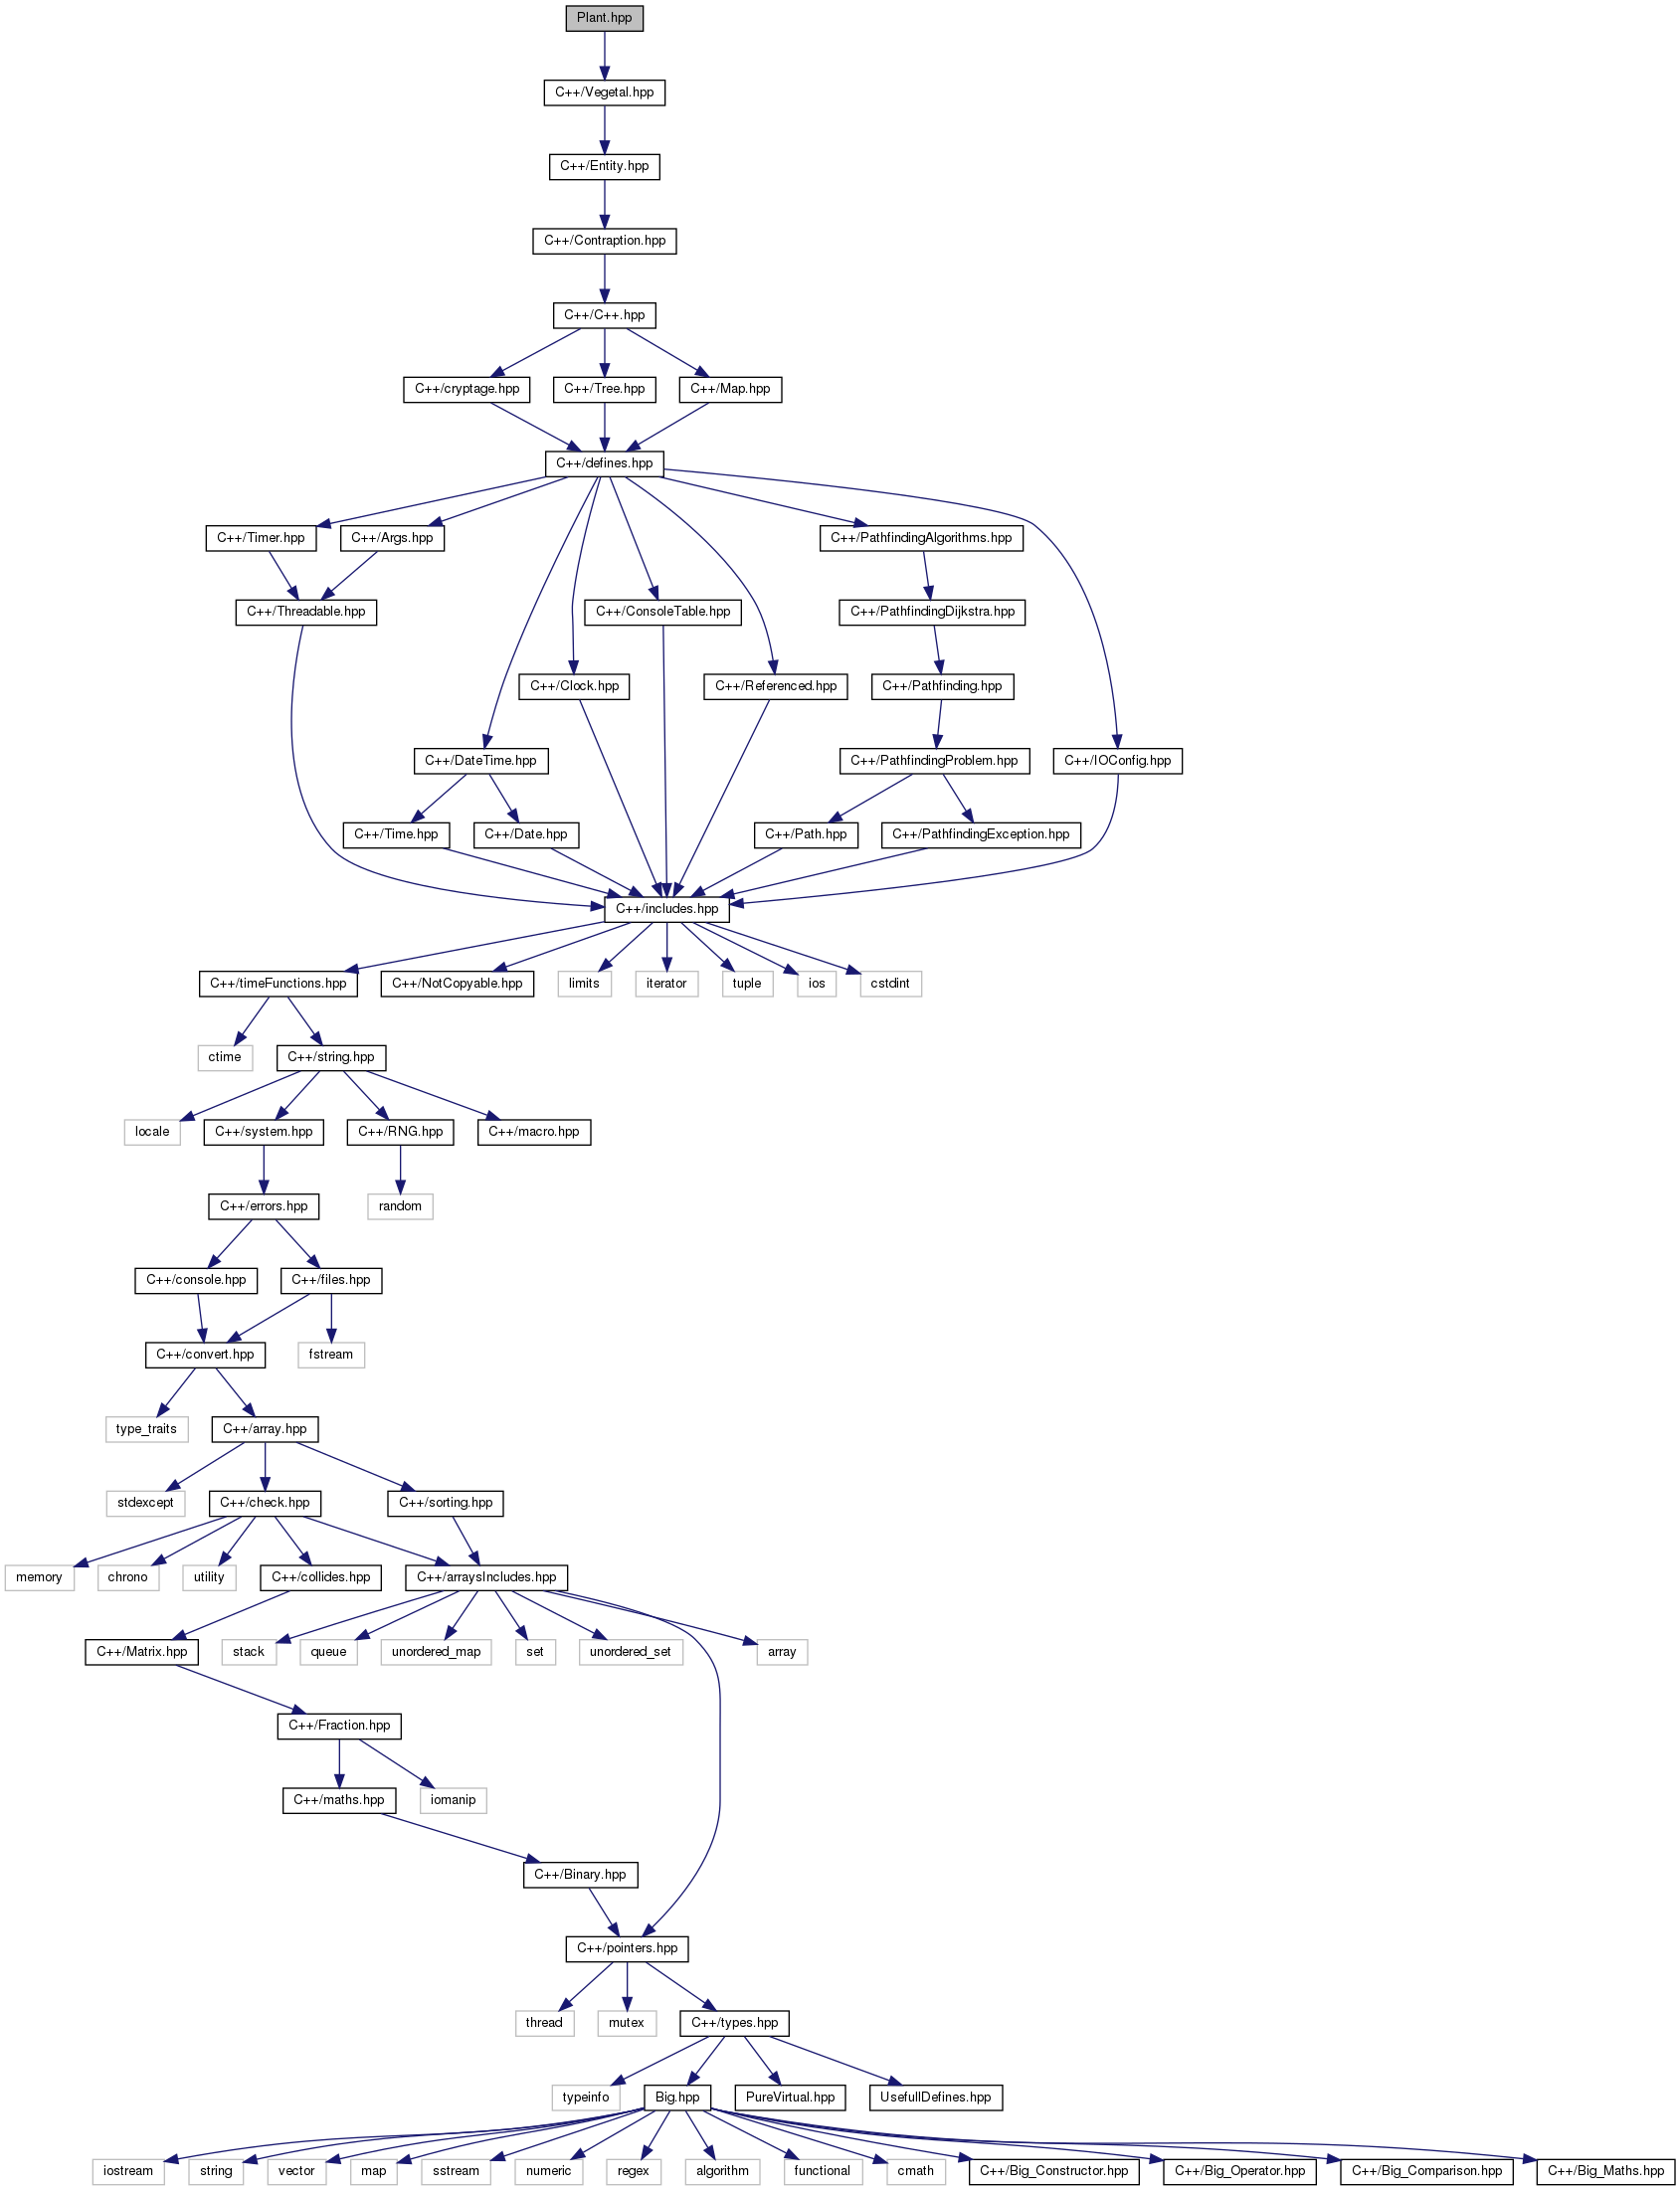 Plant.hpp
C++/Vegetal.hpp
C++/Entity.hpp
C++/Contraption.hpp
C++/C++.hpp
C++/cryptage.hpp
C++/Tree.hpp
C++/Map.hpp
C++/defines.hpp
C++/Timer.hpp
C++/Args.hpp
C++/PathfindingAlgorithms.hpp
C++/Threadable.hpp
C++/ConsoleTable.hpp
C++/PathfindingDijkstra.hpp
C++/Clock.hpp
C++/Referenced.hpp
C++/Pathfinding.hpp
C++/DateTime.hpp
C++/PathfindingProblem.hpp
C++/IOConfig.hpp
C++/Time.hpp
C++/Date.hpp
C++/Path.hpp
C++/PathfindingException.hpp
C++/includes.hpp
C++/timeFunctions.hpp
C++/NotCopyable.hpp
limits
iterator
tuple
ios
cstdint
ctime
C++/string.hpp
locale
C++/system.hpp
C++/RNG.hpp
C++/macro.hpp
C++/errors.hpp
random
C++/console.hpp
C++/files.hpp
C++/convert.hpp
fstream
type_traits
C++/array.hpp
stdexcept
C++/check.hpp
C++/sorting.hpp
memory
chrono
utility
C++/collides.hpp
C++/arraysIncludes.hpp
C++/Matrix.hpp
stack
queue
unordered_map
set
unordered_set
array
C++/Fraction.hpp
C++/maths.hpp
iomanip
C++/Binary.hpp
C++/pointers.hpp
thread
mutex
C++/types.hpp
typeinfo
Big.hpp
PureVirtual.hpp
UsefullDefines.hpp
iostream
string
vector
map
sstream
numeric
regex
algorithm
functional
cmath
C++/Big_Constructor.hpp
C++/Big_Operator.hpp
C++/Big_Comparison.hpp
C++/Big_Maths.hpp